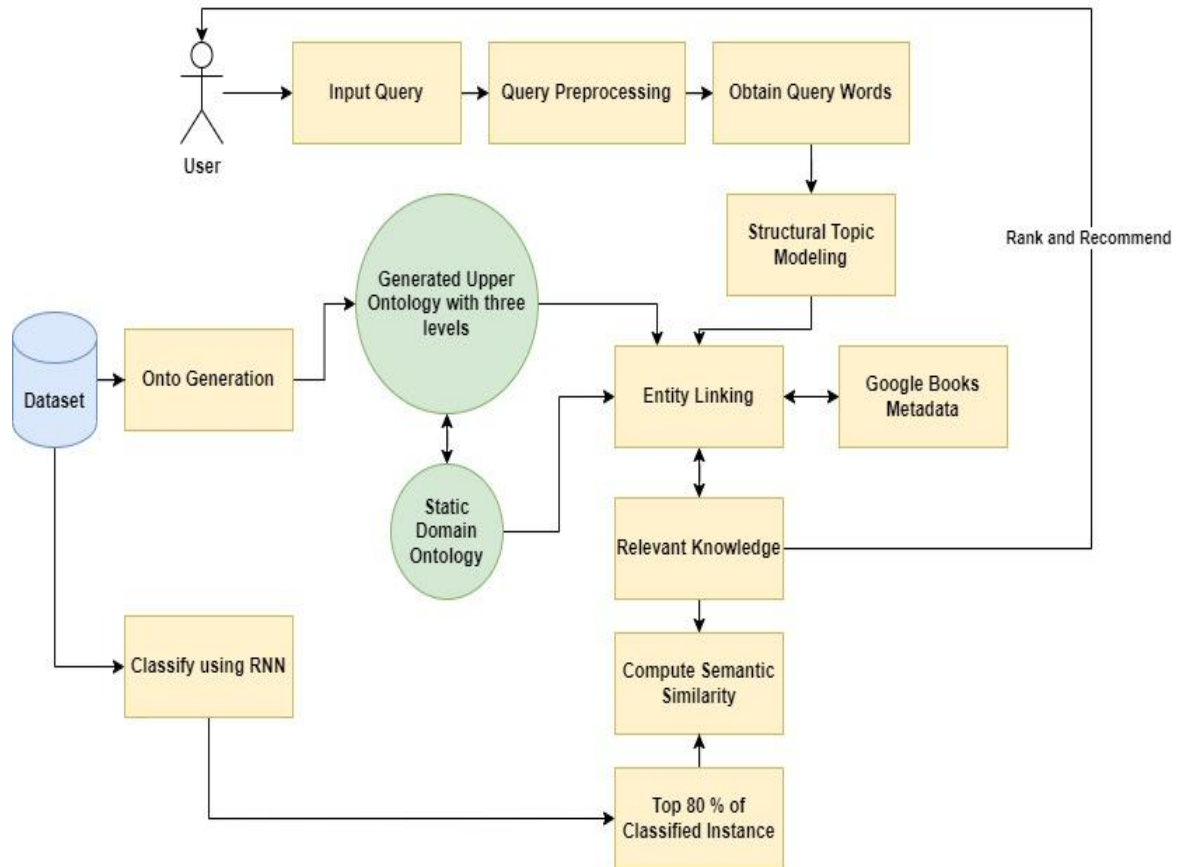 Input Query
Query Preprocessing
Obtain Query Words
User
Structural Topic
Modeling
Rank and Recommend
Generated Upper
Ontology with three
levels
Dataset
Onto Generation
Entity Linking
Google Books
Metadata
Static
Domain
Ontology
Relevant Knowledge
Classify using RNN
Compute Semantic
Similarity
Top 80 % of
Classified Instance